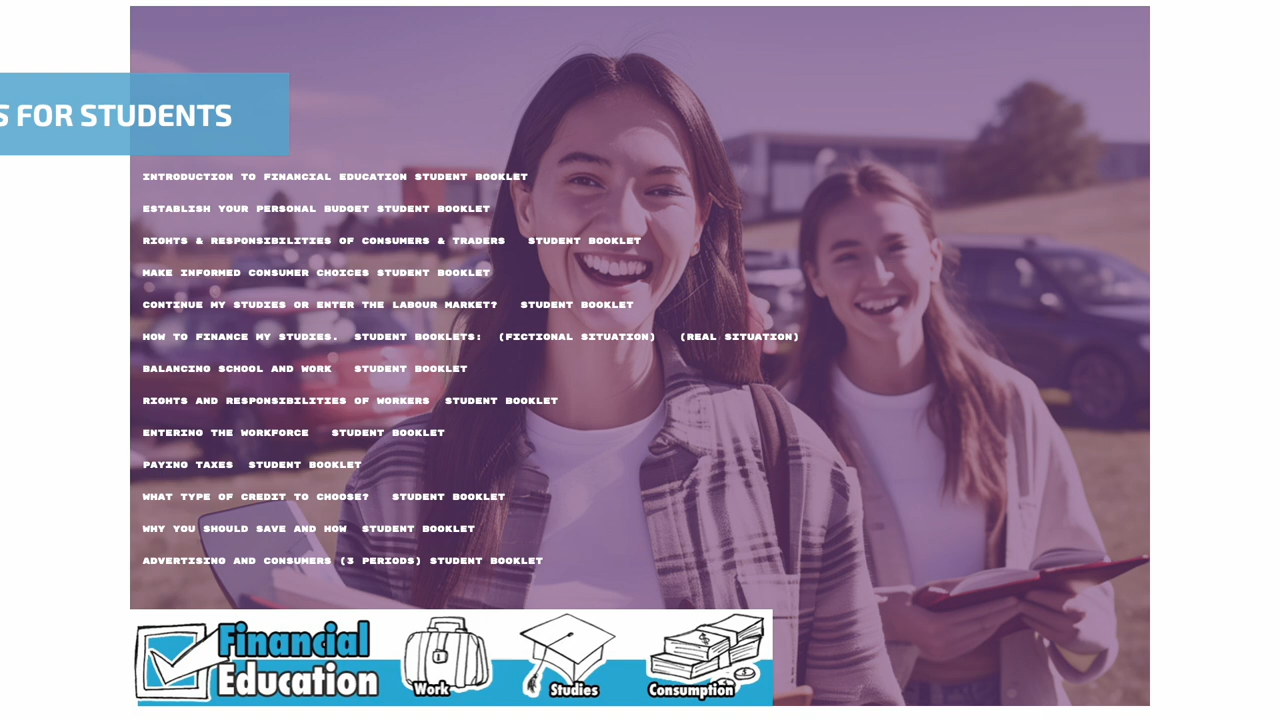 S FOR STUDENTS
INTRODUCTION TO FINANCIAL EDUCATION STUDENT BOOKLET
ESTABLISH YOUR PERSONAL BUDGET STUDENT BOOKLET
RIGHTS & RESPONSIBILITIES OF CONSUMERS & TRADERS STUDENT BOOKLET
MAKE INFORMED CONSUMER CHOICES STUDENT BOOKLET
CONTINUE MY STUDIES OR ENTER THE LABOUR MARKET? STUDENT BOOKLET
HOW TO FINANCE MY STUDIES. STUDENT BOOKLETS: (FICTIONAL SITUATION) (REAL SITUATION)
BALANCING SCHOOL AND WORK STUDENT BOOKLET
RIGHTS AND RESPONSIBILITIES OF WORKERS STUDENT BOOKLET
ENTERING THE WORKFORCE STUDENT BOOKLET
PAYING TAXES STUDENT BOOKLET
WHAT TYPE OF CREDIT TO CHOOSE? STUDENT BOOKLET
WHY YOU SHOULD SAVE AND HOW STUDENT BOOKLET
ADVERTISING AND CONSUMERS (3 PERIODS) STUDENT BOOKLET
Financial
Education
Work
Studies
Consumption